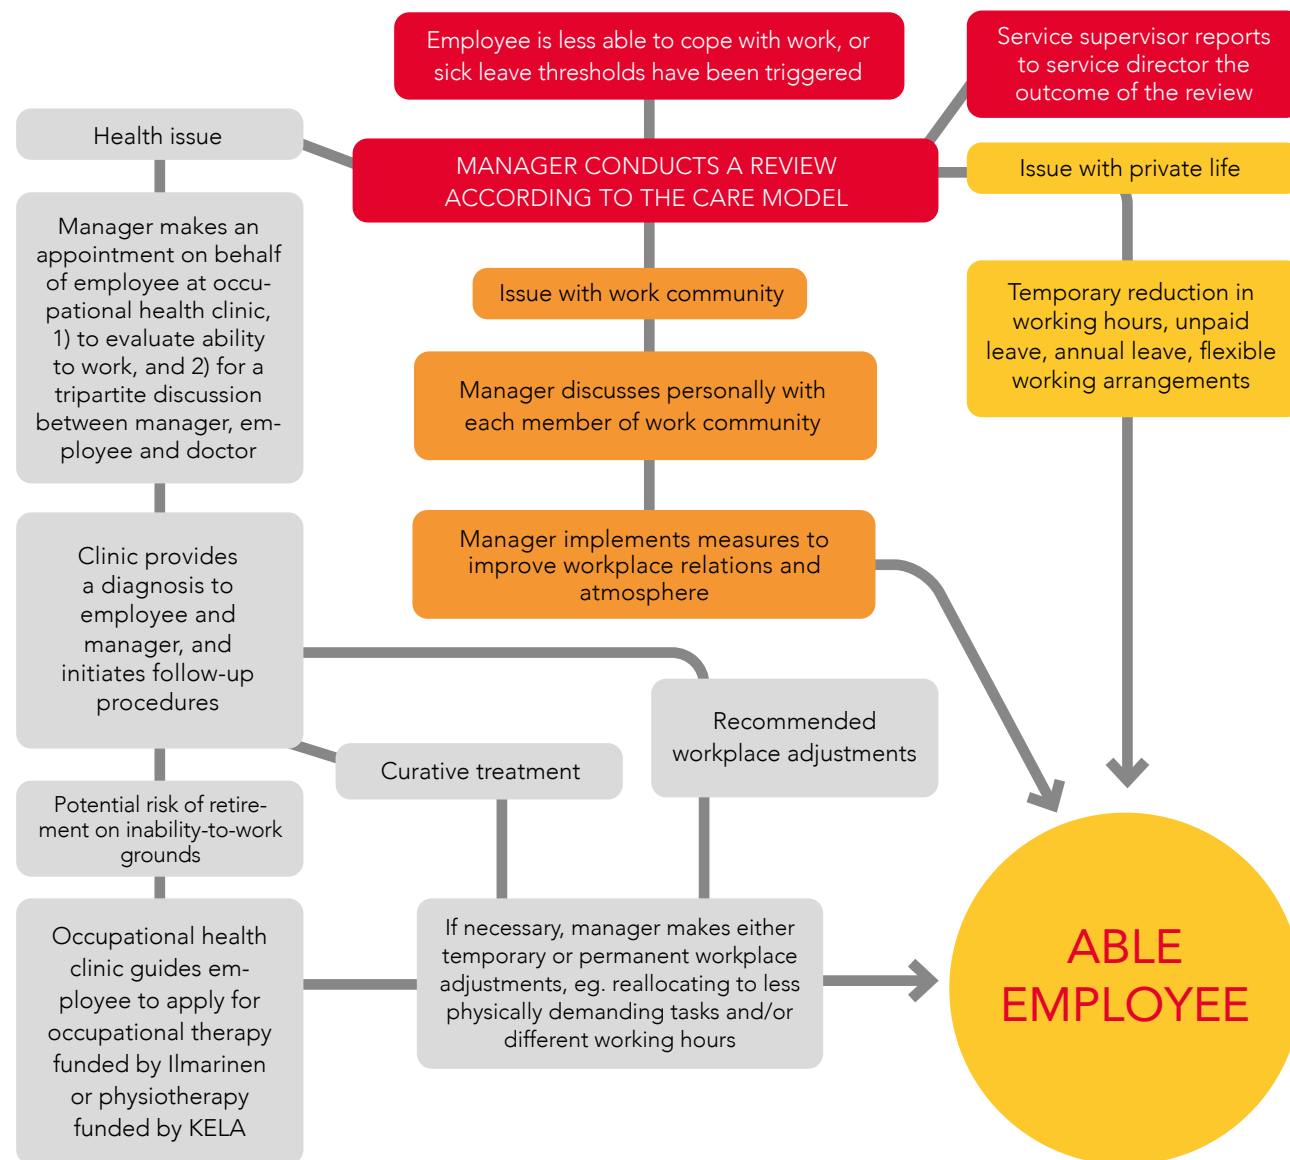 Employee is less able to cope with work, or
sick leave thresholds have been triggered
Service supervisor reports
to service director the
outcome of the review
Health issue
MANAGER CONDUCTS A REVIEW
ACCORDING TO THE CARE MODEL
Issue with private life
Manager makes an
appointment on behalf
of employee at occu-
pational health clinic,
1) to evaluate ability
to work, and 2) for a
tripartite discussion
between manager, em-
ployee and doctor
Issue with work community
Temporary reduction in
working hours, unpaid
leave, annual leave, flexible
working arrangements
Manager discusses personally with
each member of work community
Manager implements measures to
improve workplace relations and
atmosphere
Clinic provides
a diagnosis to
employee and
manager, and
initiates follow-up
procedures
Recommended
workplace adjustments
Curative treatment
Potential risk of retire-
ment on inability-to-work
grounds
Occupational health
clinic guides em-
ployee to apply for
occupational therapy
funded by Ilmarinen
or physiotherapy
funded by KELA
If necessary, manager makes either
temporary or permanent workplace
adjustments, eg. reallocating to less
physically demanding tasks and/or
different working hours
ABLE
EMPLOYEE